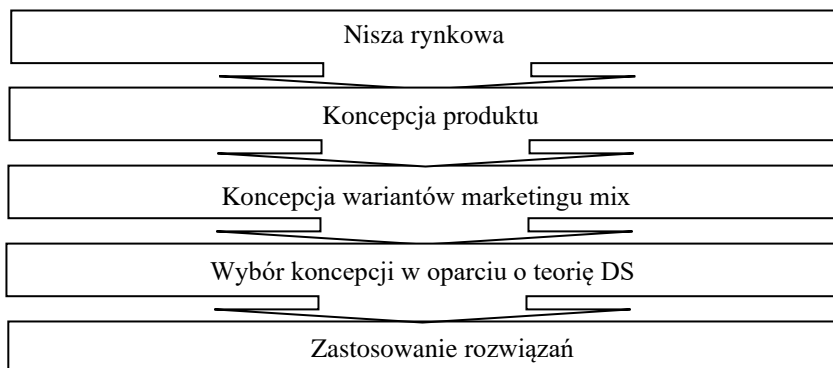 Nisza rynkowa
Koncepcja produktu
Koncepcja wariantów marketingu mix
Wybór koncepcji w oparciu o teorię DS
Zastosowanie rozwiązań